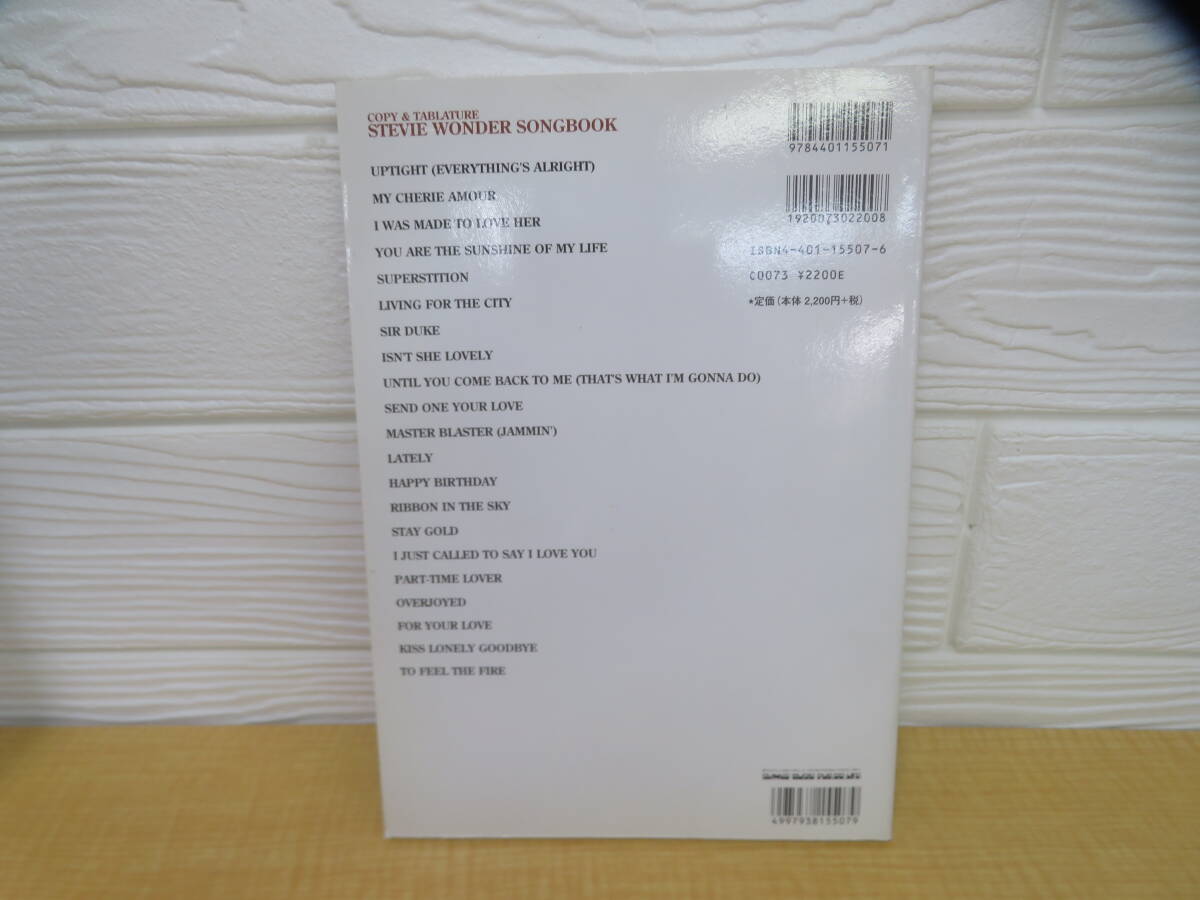 COPY & TABLATURE
STEVIE WONDER SONGBOOK
UPTIGHT (EVERYTHING'S ALRIGHT)
MY CHERIE AMOUR
I WAS MADE TO LOVE HER
YOU ARE THE SUNSHINE OF MY LIFE
SUPERSTITION
LIVING FOR THE CITY
SIR DUKE
ISN'T SHE LOVELY
UNTIL YOU COME BACK TO ME (THAT'S WHAT I'M GONNA DO)
SEND ONE YOUR LOVE
MASTER BLASTER (JAMMIN')
LATELY
HAPPY BIRTHDAY
RIBBON IN THE SKY
STAY GOLD
I JUST CALLED TO SAY I LOVE YOU
PART-TIME LOVER
OVERJOYED
FOR YOUR LOVE
KISS LONELY GOODBYE
TO FEEL THE FIRE
9784401155071
1920073022008
ISBN4-401-15507-6
C0073 ¥2200E
*定価(本体 2,200円+税)
4997938155079